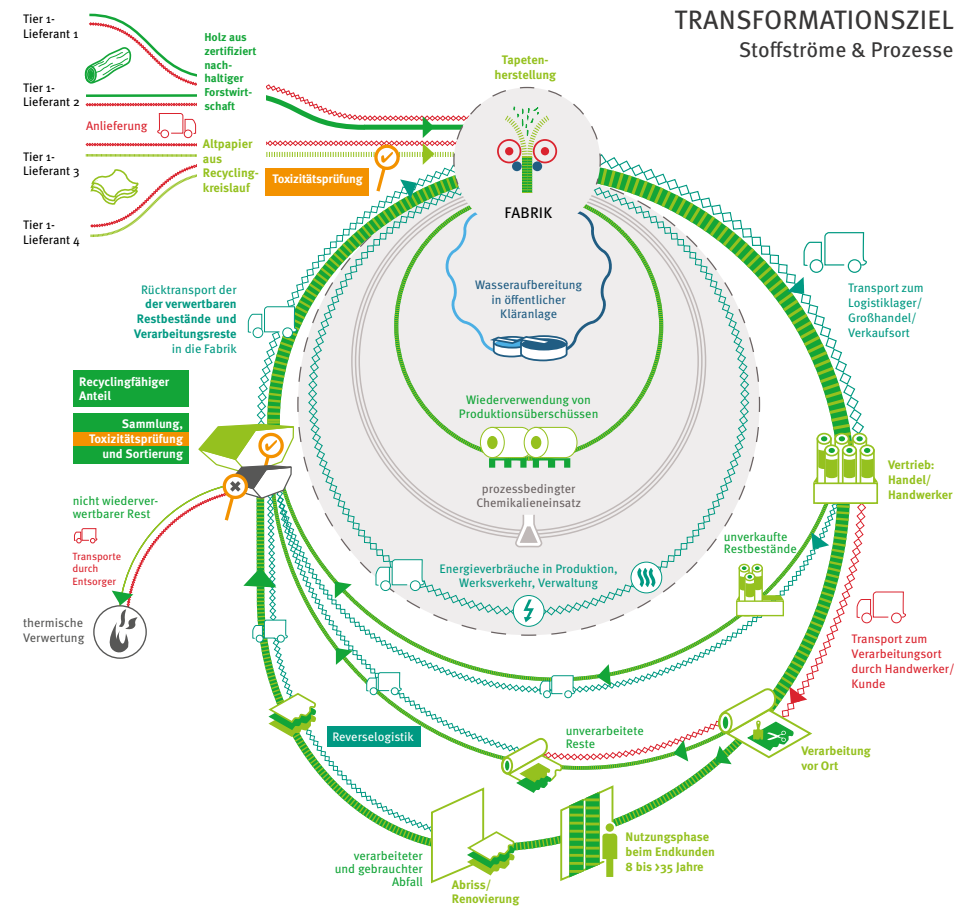 TRANSFORMATIONSZIEL
Stoffströme & Prozesse
Tier 1-
Lieferant 1
Holz aus
zertifiziert
nach-
haltiger
Forstwirt-
schaft
Tier 1-
Lieferant 2
Anlieferung
Tier 1-
Lieferant 3
Altpapier
aus
Recycling-
kreislauf
Tier 1-
Lieferant 4
Toxizitätsprüfung
Tapeten-
herstellung
FABRIK
Wasseraufbereitung
in öffentlicher
Kläranlage
Wiederverwendung von
Produktionsüberschüssen
prozessbedingter
Chemikalieneinsatz
Energieverbräuche in Produktion,
Werksverkehr, Verwaltung
Transport zum
Logistiklager/
Großhandel/
Verkaufsort
Vertrieb:
Handel/
Handwerker
unverkaufte
Restbestände
Transport zum
Verarbeitungsort
durch Handwerker/
Kunde
Verarbeitung
vor Ort
unverarbeitete
Reste
Nutzungsphase
beim Endkunden
8 bis >35 Jahre
Abriss/
Renovierung
verarbeiteter
und gebrauchter
Abfall
Reverselogistik
Rücktransport der
der verwertbaren
Restbestände und
Verarbeitungsreste
in die Fabrik
Recyclingfähiger
Anteil
Sammlung,
Toxizitätsprüfung
und Sortierung
nicht wiederver-
wertbarer Rest
Transporte
durch
Entsorger
thermische
Verwertung